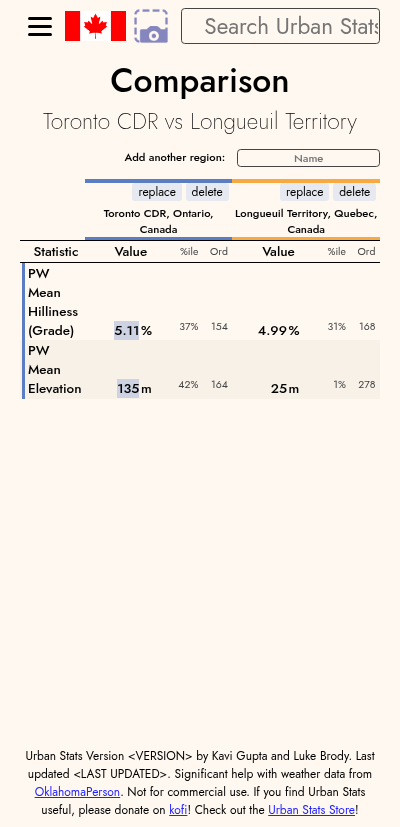 Search Urban Stats
Comparison
Toronto CDR vs Longueuil Territory
Add another region: Name
replace delete replace delete
Toronto CDR, Ontario, Canada Longueuil Territory, Quebec, Canada
Statistic Value %ile Ord Value %ile Ord
PW
Mean
Hilliness
(Grade) 5.11% 37% 154 4.99% 31% 168
PW
Mean
Elevation 135m 42% 164 25m 1% 278
Urban Stats Version <VERSION> by Kavi Gupta and Luke Brody. Last
updated <LAST UPDATED>. Significant help with weather data from
OklahomaPerson. Not for commercial use. If you find Urban Stats
useful, please donate on kofi! Check out the Urban Stats Store!